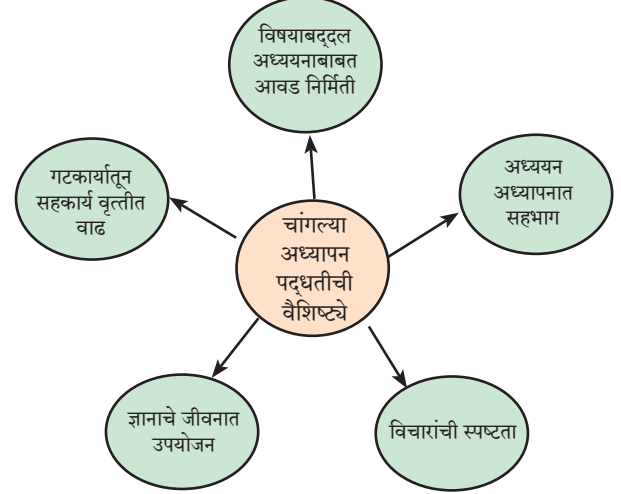 विषयाबद्दल
अध्ययनाबाबत
आवड निर्मिती
गटकार्यातून
सहकार्य वृत्तीत
वाढ
अध्ययन
अध्यापनात
सहभाग
चांगल्या
अध्यापन
पद्धतीची
वैशिष्ट्ये
ज्ञानाचे जीवनात
उपयोजन
विचारांची स्पष्टता